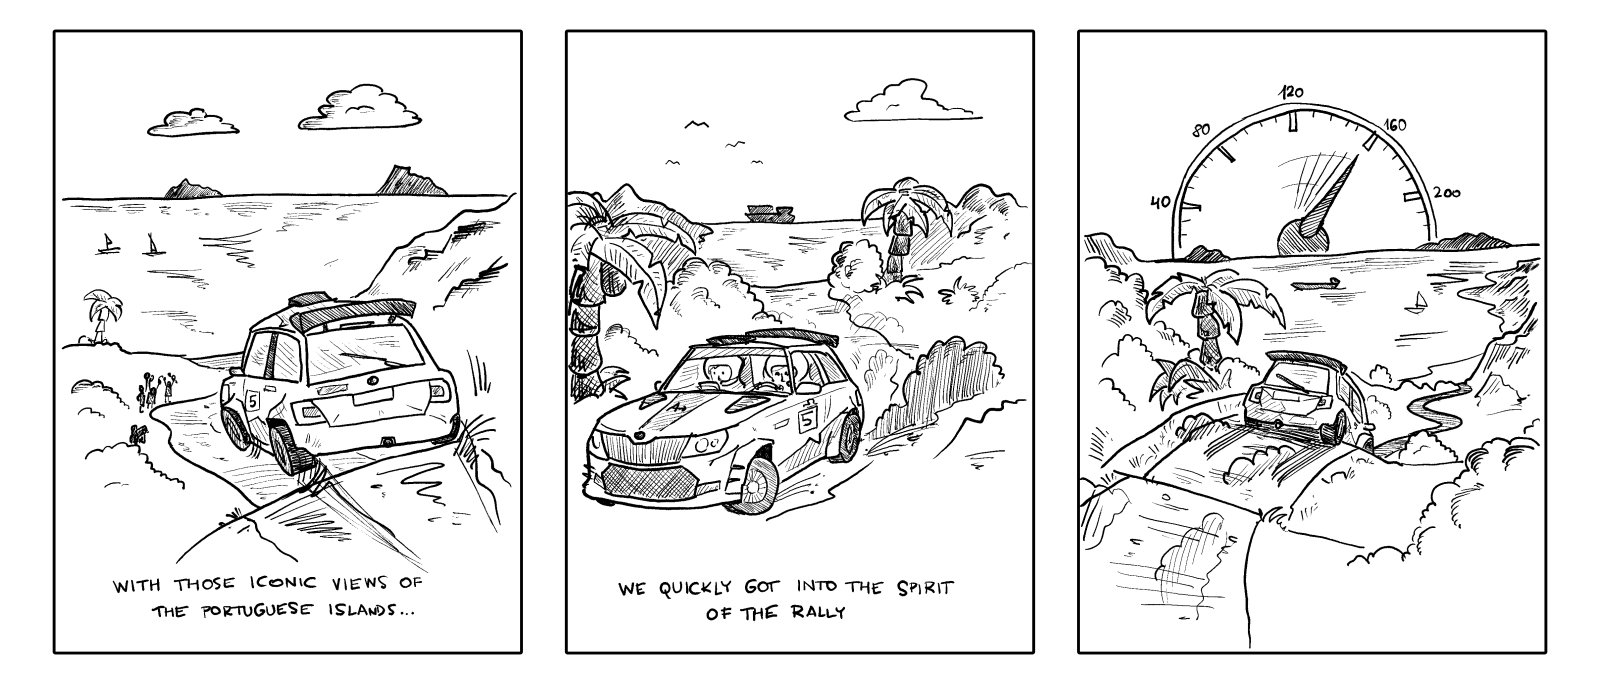 5
WITH THOSE ICONIC VIEWS OF
THE PORTUGUESE ISLANDS...
5
WE QUICKLY GOT INTO THE SPIRIT
OF THE RALLY
40
80
120
160
200